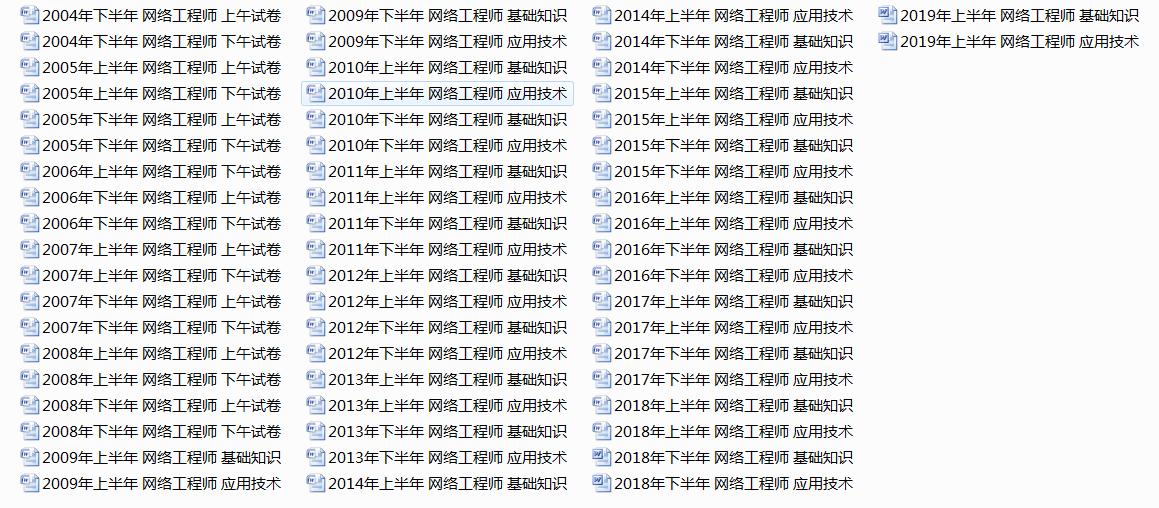 2004年下半年 网络工程师 上午试卷
2004年下半年 网络工程师 下午试卷
2005年上半年 网络工程师 上午试卷
2005年上半年 网络工程师 下午试卷
2005年下半年 网络工程师 上午试卷
2005年下半年 网络工程师 下午试卷
2006年上半年 网络工程师 上午试卷
2006年下半年 网络工程师 上午试卷
2006年下半年 网络工程师 下午试卷
2007年上半年 网络工程师 上午试卷
2007年上半年 网络工程师 下午试卷
2007年下半年 网络工程师 上午试卷
2007年下半年 网络工程师 下午试卷
2008年上半年 网络工程师 上午试卷
2008年上半年 网络工程师 下午试卷
2008年下半年 网络工程师 上午试卷
2008年下半年 网络工程师 下午试卷
2009年上半年 网络工程师 基础知识
2009年上半年 网络工程师 应用技术
2009年下半年 网络工程师 基础知识
2009年下半年 网络工程师 应用技术
2010年上半年 网络工程师 基础知识
2010年上半年 网络工程师 应用技术
2010年下半年 网络工程师 基础知识
2010年下半年 网络工程师 应用技术
2011年上半年 网络工程师 基础知识
2011年上半年 网络工程师 应用技术
2011年下半年 网络工程师 基础知识
2011年下半年 网络工程师 应用技术
2012年上半年 网络工程师 基础知识
2012年上半年 网络工程师 应用技术
2012年下半年 网络工程师 基础知识
2012年下半年 网络工程师 应用技术
2013年上半年 网络工程师 基础知识
2013年上半年 网络工程师 应用技术
2013年下半年 网络工程师 基础知识
2013年下半年 网络工程师 应用技术
2014年上半年 网络工程师 基础知识
2014年上半年 网络工程师 应用技术
2014年下半年 网络工程师 基础知识
2014年下半年 网络工程师 应用技术
2015年上半年 网络工程师 基础知识
2015年上半年 网络工程师 应用技术
2015年下半年 网络工程师 基础知识
2015年下半年 网络工程师 应用技术
2016年上半年 网络工程师 基础知识
2016年上半年 网络工程师 应用技术
2016年下半年 网络工程师 基础知识
2016年下半年 网络工程师 应用技术
2017年上半年 网络工程师 基础知识
2017年上半年 网络工程师 应用技术
2017年下半年 网络工程师 基础知识
2017年下半年 网络工程师 应用技术
2018年上半年 网络工程师 基础知识
2018年上半年 网络工程师 应用技术
2018年下半年 网络工程师 基础知识
2018年下半年 网络工程师 应用技术
2019年上半年 网络工程师 基础知识
2019年上半年 网络工程师 应用技术